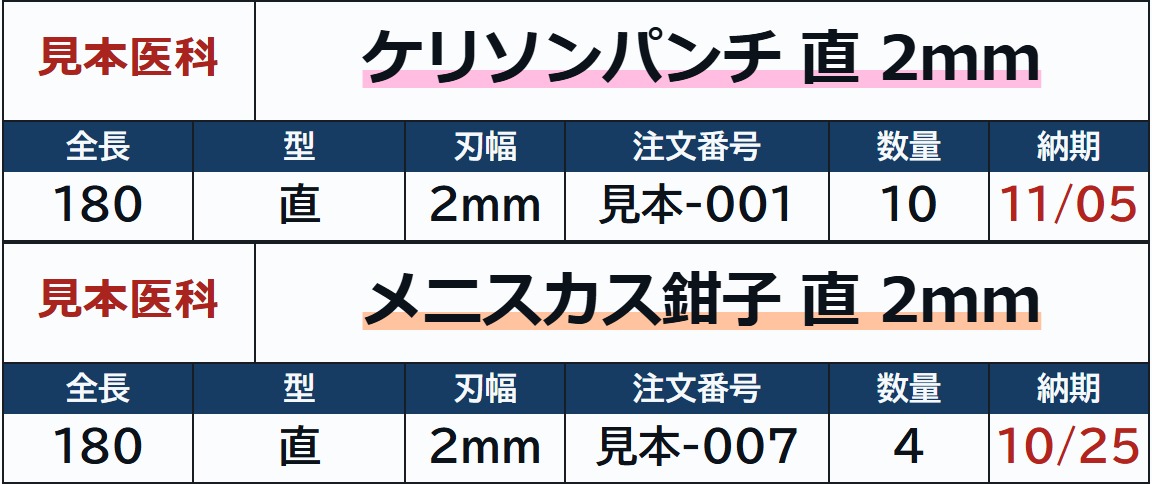 見本医科 ケリソンパンチ 直 2mm
全長 型 刃幅 注文番号 数量 納期
180 直 2mm 見本-001 10 11/05
見本医科 メニスカス鉗子 直 2mm
全長 型 刃幅 注文番号 数量 納期
180 直 2mm 見本-007 4 10/25